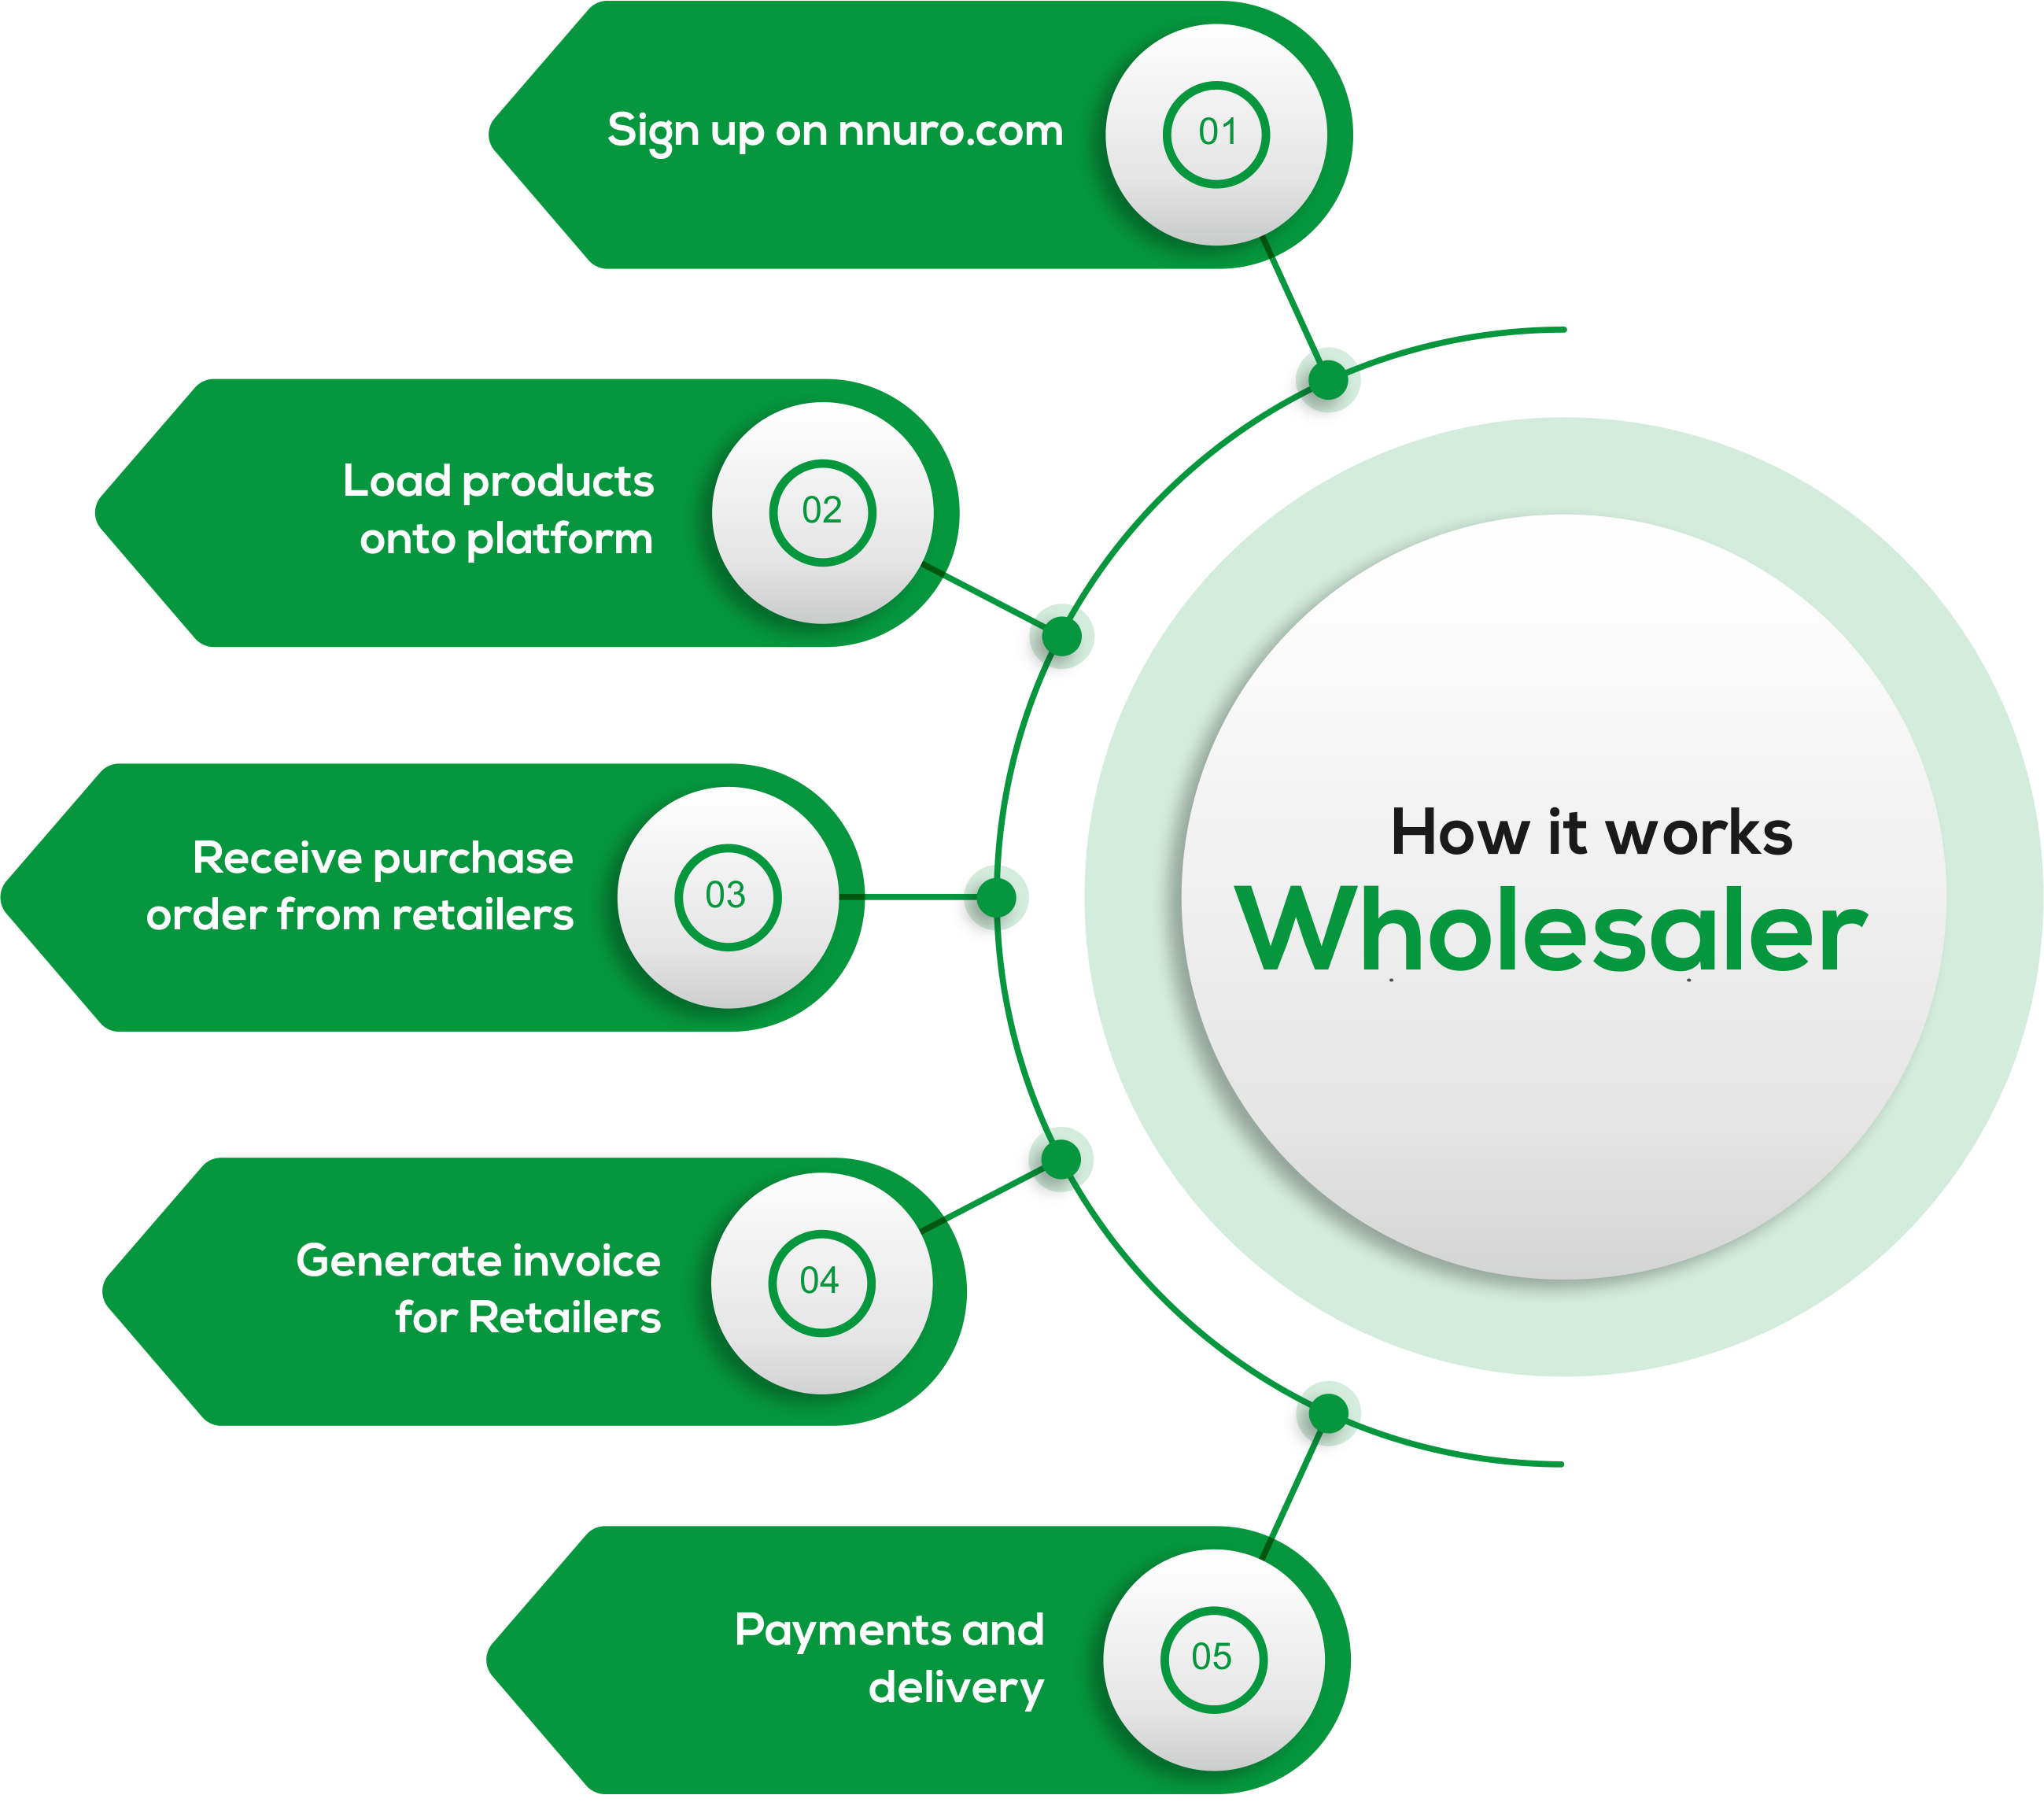 Sign up on nnuro.com
01
Load products
onto platform
02
Receive purchase
order from retailers
03
How it works
Wholesaler
Generate invoice
for Retailers
04
Payments and
delivery
05